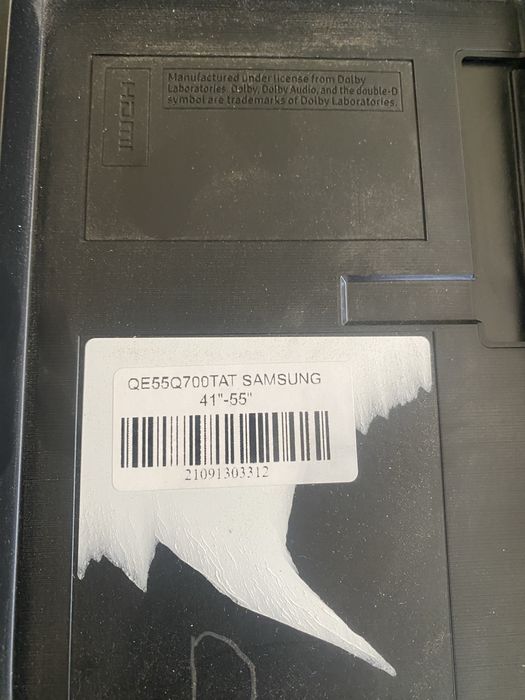 HDMI
Manufactured under license from Dolby
Laboratories. Dolby, Dolby Audio, and the double-D
symbol are trademarks of Dolby Laboratories.
QE55Q700TAT SAMSUNG
41"-55"
21091303312